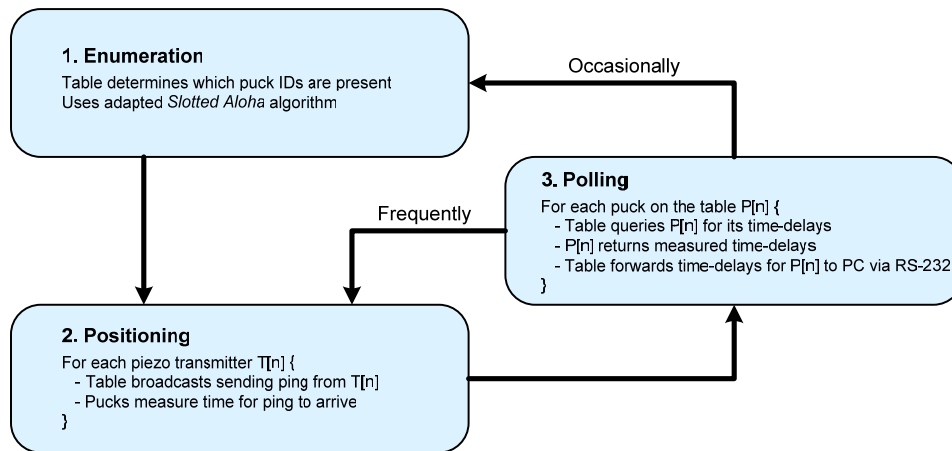 1. Enumeration
Table determines which puck IDs are present
Uses adapted Slotted Aloha algorithm
Occasionally
3. Polling
For each puck on the table P[n] {
- Table queries P[n] for its time-delays
- P[n] returns measured time-delays
- Table forwards time-delays for P[n] to PC via RS-232
}
Frequently
2. Positioning
For each piezo transmitter T[n] {
- Table broadcasts sending ping from T[n]
- Pucks measure time for ping to arrive
}